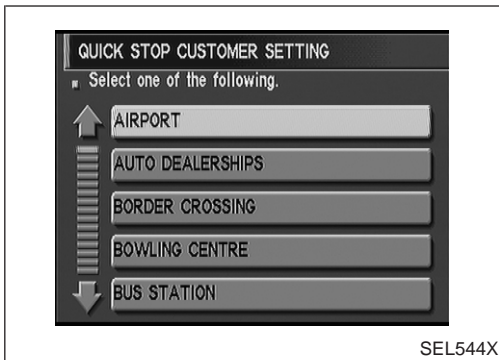 QUICK STOP CUSTOMER SETTING
Select one of the following.
AIRPORT
AUTO DEALERSHIPS
BORDER CROSSING
BOWLING CENTRE
BUS STATION
SEL544X